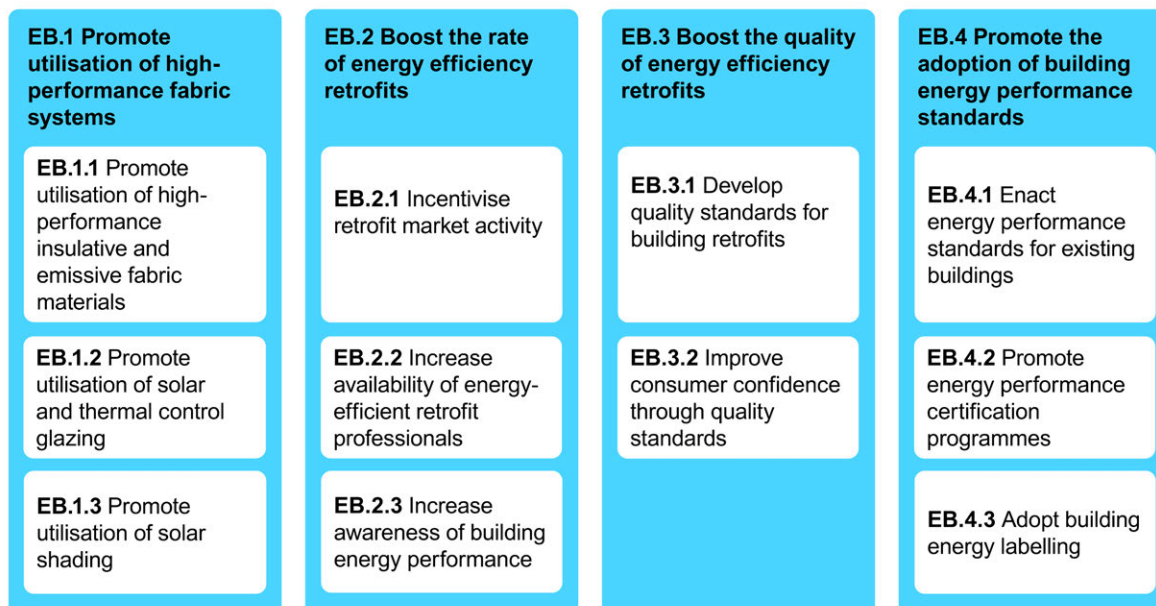 EB.1 Promote
utilisation of high-
performance fabric
systems
EB.1.1 Promote
utilisation of high-
performance
insulative and
emissive fabric
materials
EB.1.2 Promote
utilisation of solar
and thermal control
glazing
EB.1.3 Promote
utilisation of solar
shading
EB.2 Boost the rate
of energy efficiency
retrofits
EB.2.1 Incentivise
retrofit market activity
EB.2.2 Increase
availability of energy-
efficient retrofit
professionals
EB.2.3 Increase
awareness of building
energy performance
EB.3 Boost the quality
of energy efficiency
retrofits
EB.3.1 Develop
quality standards for
building retrofits
EB.3.2 Improve
consumer confidence
through quality
standards
EB.4 Promote the
adoption of building
energy performance
standards
EB.4.1 Enact
energy performance
standards for existing
buildings
EB.4.2 Promote
energy performance
certification
programmes
EB.4.3 Adopt building
energy labelling